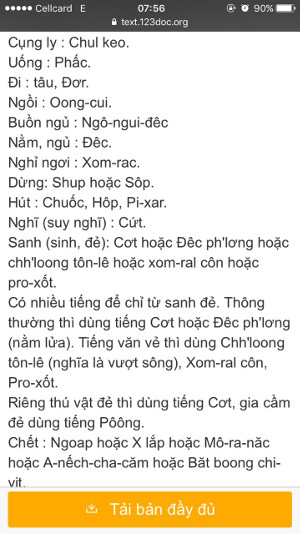 Cellcard E 07:56 90%
text.123doc.org
Cụng ly : Chul keo.
Uống : Phấc.
Đi : tâu, Đơr.
Ngồi : Oong-cui.
Buồn ngủ : Ngô-ngui-đêc
Nằm, ngủ : Đêc.
Nghỉ ngơi : Xom-rac.
Dừng: Shup hoặc Sôp.
Hút : Chuốc, Hôp, Pi-xar.
Nghĩ (suy nghĩ) : Cứt.
Sanh (sinh, đẻ): Cơt hoặc Đêc ph'lơng hoặc
chh'loong tôn-lê hoặc xom-ral côn hoặc
pro-xốt.
Có nhiều tiếng để chỉ từ sanh đẻ. Thông
thường thì dùng tiếng Cơt hoặc Đêc ph'lơng
(nằm lửa). Tiếng văn vẻ thì dùng Chh'loong
tôn-lê (nghĩa là vượt sông), Xom-ral côn,
Pro-xốt.
Riêng thú vật đẻ thì dùng tiếng Cơt, gia cầm
đẻ dùng tiếng Pôông.
Chết : Ngoap hoặc X lắp hoặc Mô-ra-năc
hoặc A-nếch-cha-căm hoặc Băt boong chi-
vit.
Tải bản đầy đủ